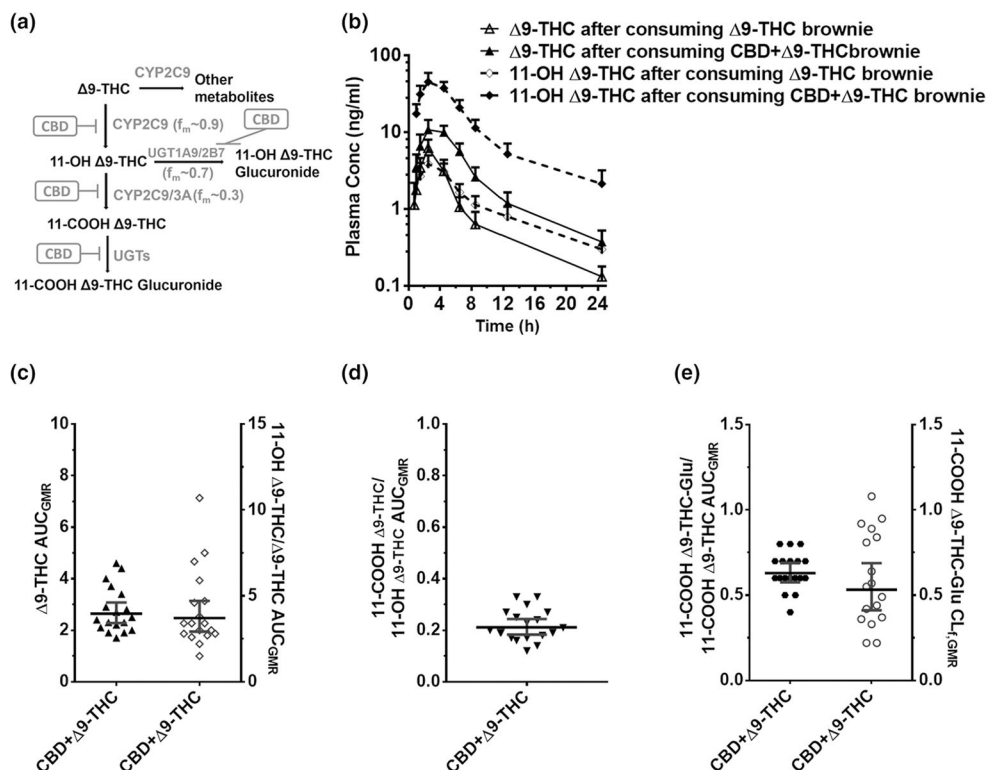 (a)
CYP2C9
Δ9-THC
Other
metabolites
CBD
CYP2C9 (fm~0.9)
CBD
11-OH Δ9-THC
UGT1A9/2B7
11-OH Δ9-THC
(fm~0.7)
Glucuronide
CBD
CYP2C9/3A(fm~0.3)
11-COOH Δ9-THC
CBD
UGTs
11-COOH Δ9-THC Glucuronide
(b)
Δ9-THC after consuming Δ9-THC brownie
Δ9-THC after consuming CBD+Δ9-THCbrownie
11-OH Δ9-THC after consuming Δ9-THC brownie
11-OH Δ9-THC after consuming CBD+Δ9-THC brownie
Plasma Conc (ng/ml)
100
10
1
0.1
0 4 8 12 16 20 24
Time (h)
(c)
Δ9-THC AUCGMR
10
8
6
4
2
0
15
10
5
0
11-OH Δ9-THC/Δ9-THC AUCGMR
CBD+Δ9-THC
CBD+Δ9-THC
(d)
11-COOH Δ9-THC/
11-OH Δ9-THC AUCGMR
1.0
0.8
0.6
0.4
0.2
0.0
CBD+Δ9-THC
(e)
11-COOH Δ9-THC-Glu/
11-COOH Δ9-THC AUCGMR
1.5
1.0
0.5
0.0
1.5
1.0
0.5
0.0
11-COOH Δ9-THC-Glu CLf,GMR
CBD+Δ9-THC
CBD+Δ9-THC